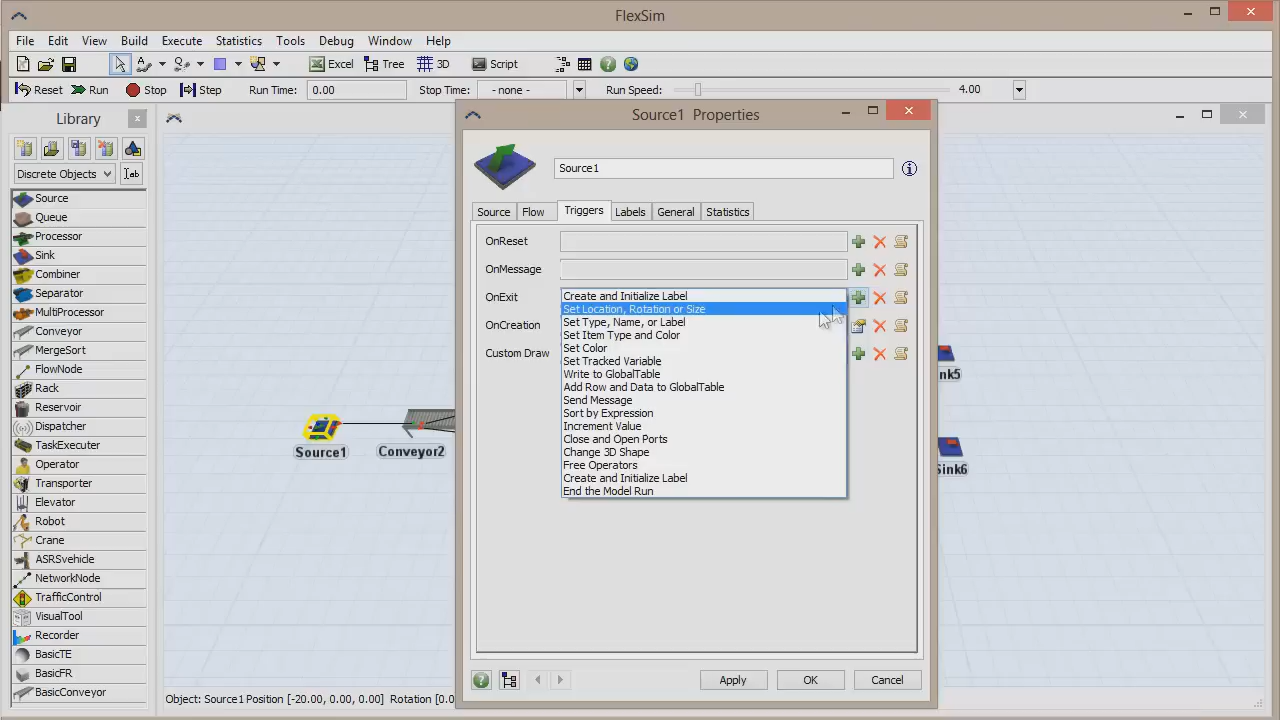 FlexSim
File Edit View Build Execute Statistics Tools Debug Window Help
Excel Tree 3D Script
Reset Run Stop Step Run Time: 0.00 Stop Time: - none - Run Speed: 4.00
Library
Discrete Objects
Source
Queue
Processor
Sink
Combiner
Separator
MultiProcessor
Conveyor
MergeSort
FlowNode
Rack
Reservoir
Dispatcher
TaskExecuter
Operator
Transporter
Elevator
Robot
Crane
ASRSvehicle
NetworkNode
TrafficControl
VisualTool
Recorder
BasicTE
BasicFR
BasicConveyor
Source1
Conveyor2
Source1 Properties
Source1
Source Flow Triggers Labels General Statistics
OnReset
OnMessage
OnExit
OnCreation
Custom Draw
Create and Initialize Label
Set Location, Rotation or Size
Set Type, Name, or Label
Set Item Type and Color
Set Color
Set Tracked Variable
Write to GlobalTable
Add Row and Data to GlobalTable
Send Message
Sort by Expression
Increment Value
Close and Open Ports
Change 3D Shape
Free Operators
Create and Initialize Label
End the Model Run
Apply OK Cancel
ink5
Sink6
Object: Source1 Position [-20.00, 0.00, 0.00] Rotation [0.0